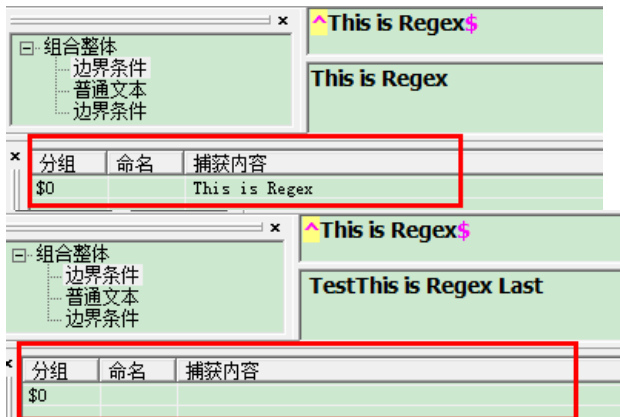 ^This is Regex$
组合整体
边界条件
普通文本
边界条件
This is Regex
分组 命名 捕获内容
$0 This is Regex
^This is Regex$
组合整体
边界条件
普通文本
边界条件
TestThis is Regex Last
分组 命名 捕获内容
$0